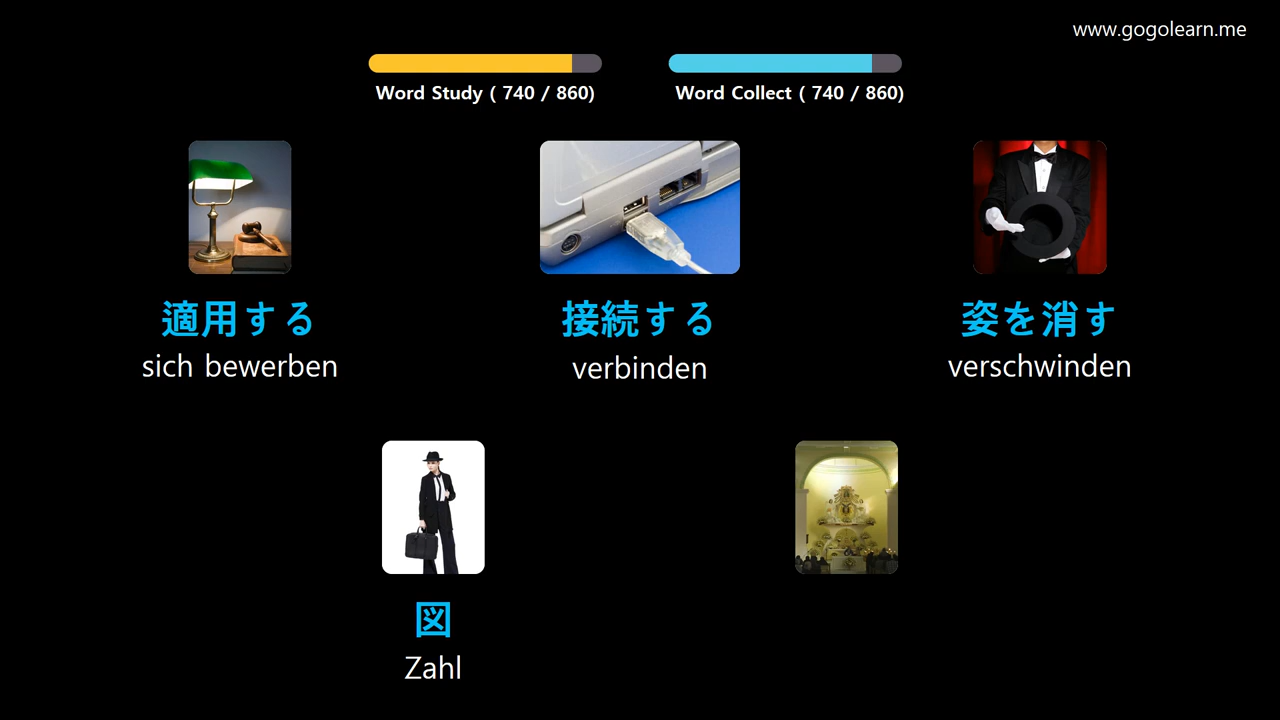 www.gogolearn.me
Word Study ( 740 / 860)
Word Collect ( 740 / 860)
適用する
sich bewerben
接続する
verbinden
姿を消す
verschwinden
図
Zahl